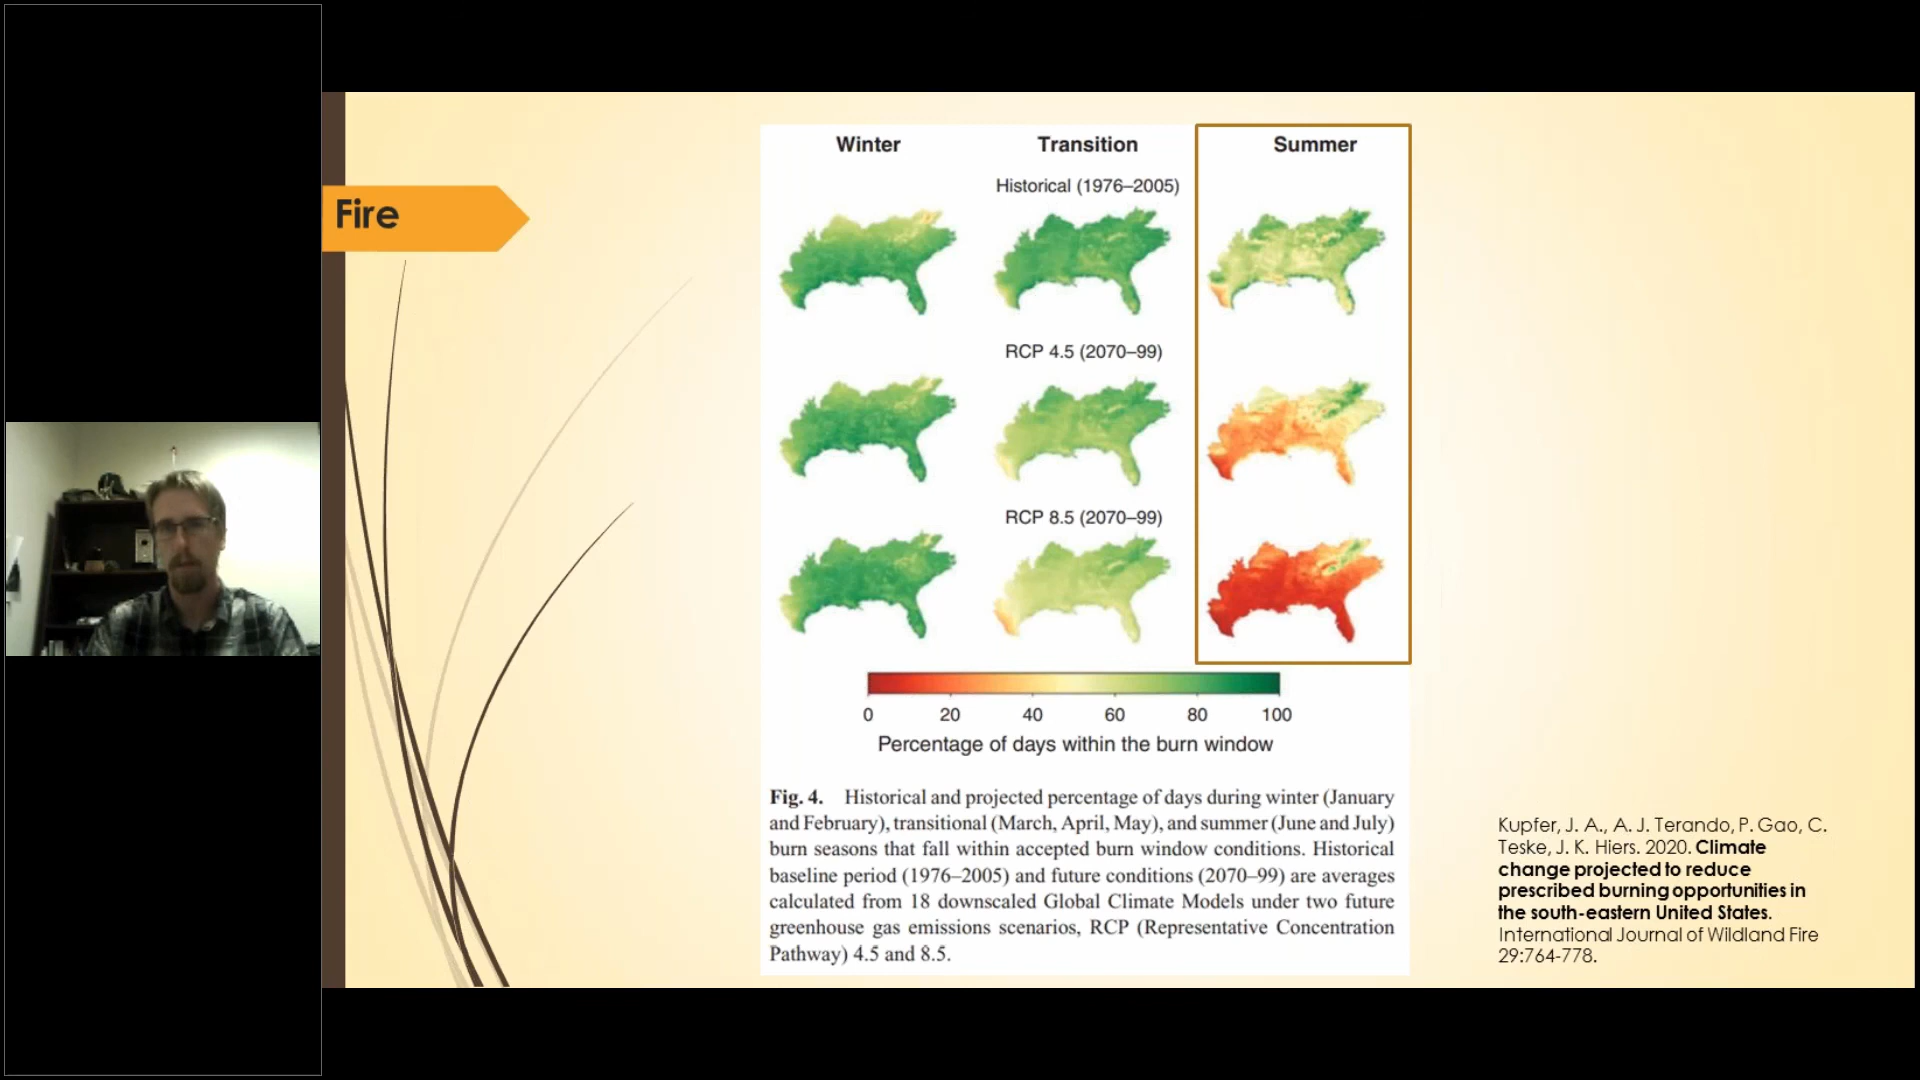 Fire
Winter
Transition
Summer
Historical (1976–2005)
RCP 4.5 (2070–99)
RCP 8.5 (2070–99)
0 20 40 60 80 100
Percentage of days within the burn window
Fig. 4. Historical and projected percentage of days during winter (January
and February), transitional (March, April, May), and summer (June and July)
burn seasons that fall within accepted burn window conditions. Historical
baseline period (1976–2005) and future conditions (2070–99) are averages
calculated from 18 downscaled Global Climate Models under two future
greenhouse gas emissions scenarios, RCP (Representative Concentration
Pathway) 4.5 and 8.5.
Kupfer, J. A., A. J. Terando, P. Gao, C.
Teske, J. K. Hiers. 2020. Climate
change projected to reduce
prescribed burning opportunities in
the south-eastern United States.
International Journal of Wildland Fire
29:764-778.